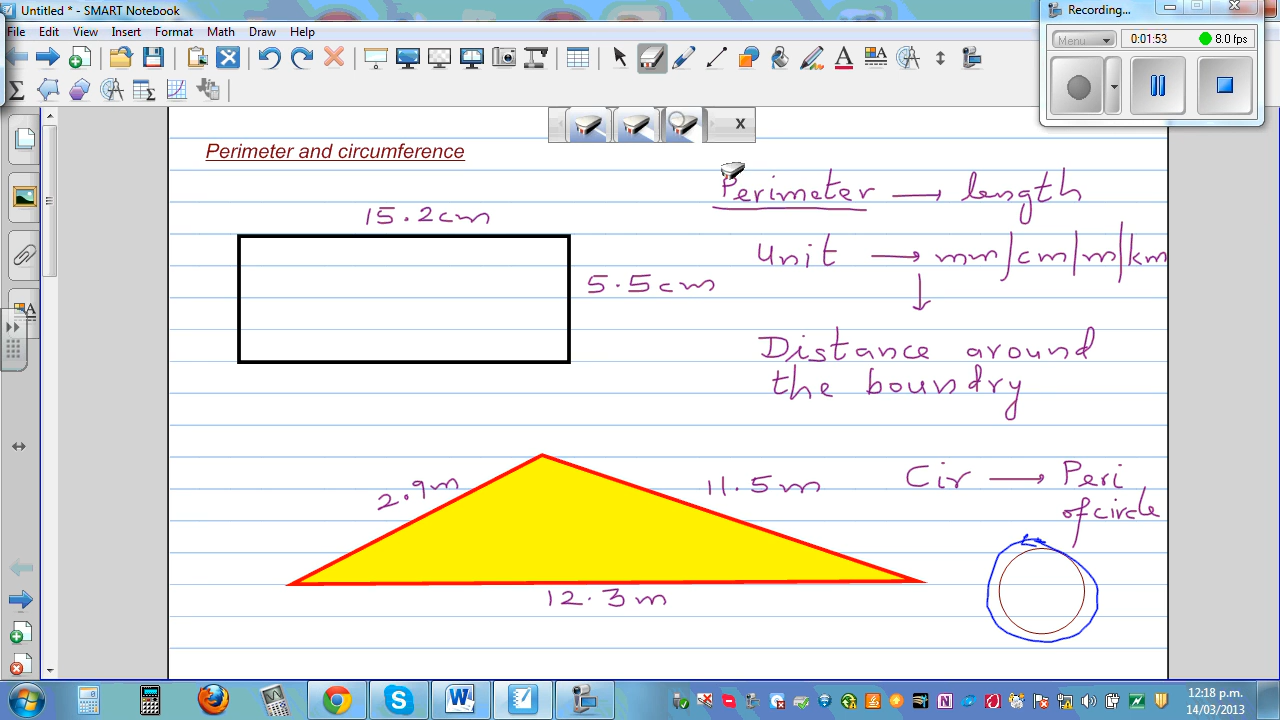 Untitled * - SMART Notebook
Recording...
File Edit View Insert Format Math Draw Help
Menu
0:01:53
8.0 fps
x
Perimeter and circumference
Perimeter → length
15.2cm
Unit → mm/cm/m/km
5.5cm
Distance around
the boundry
2.9m
11.5m
Cir → Peri
of circle
12.3m
12:18 p.m.
14/03/2013